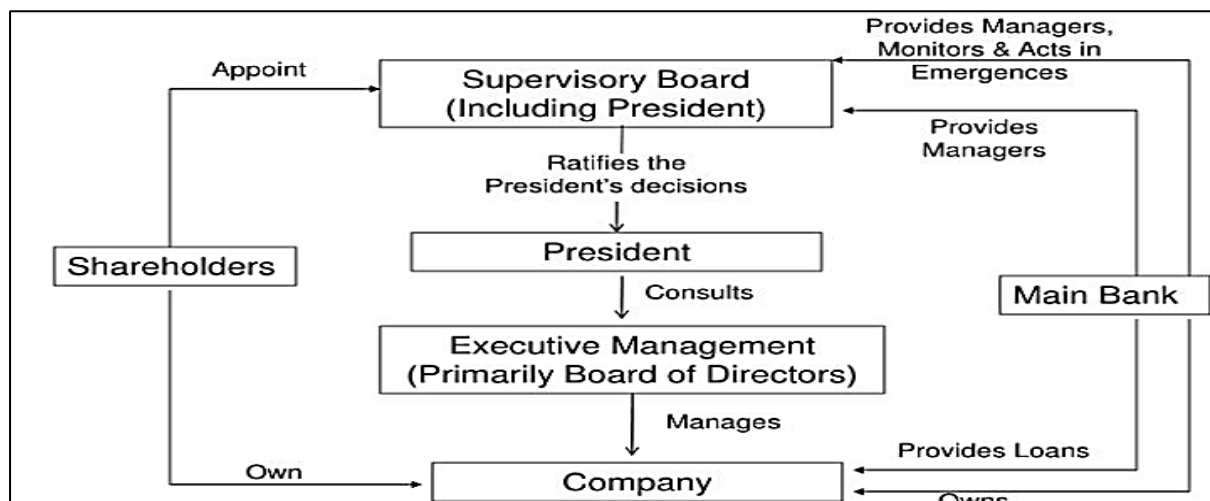 Provides Managers,
Monitors & Acts in
Emergences
Appoint
Supervisory Board
(Including President)
Provides
Managers
Ratifies the
President's decisions
Shareholders
President
Main Bank
Consults
Executive Management
(Primarily Board of Directors)
Manages
Provides Loans
Own
Company
Owns